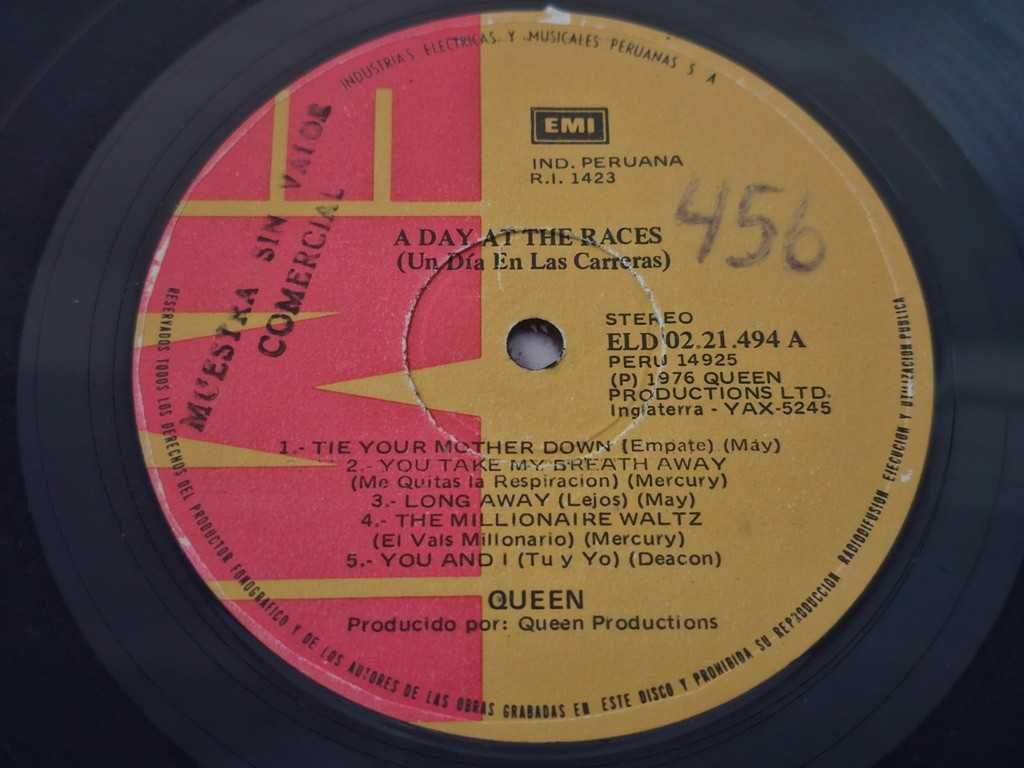 INDUSTRIAS ELECTRICAS Y MUSICALES PERUANAS S A
EMI
IND. PERUANA
R.I. 1423
456
MUESTRA SIN VALOR
COMERCIAL
A DAY AT THE RACES
(Un Día En Las Carreras)
STEREO
ELD 02.21.494 A
PERU 14925
(P) 1976 QUEEN
PRODUCTIONS LTD.
Inglaterra - YAX-5245
1.- TIE YOUR MOTHER DOWN (Empate) (May)
2.- YOU TAKE MY BREATH AWAY
(Me Quitas la Respiracion) (Mercury)
3.- LONG AWAY (Lejos) (May)
4.- THE MILLIONAIRE WALTZ
(El Vals Millonario) (Mercury)
5.- YOU AND I (Tu y Yo) (Deacon)
QUEEN
Producido por: Queen Productions
RESERVADOS TODOS LOS DERECHOS DEL PRODUCTOR FONOGRAFICO Y DE LOS AUTORES DE LAS OBRAS GRABADAS EN ESTE DISCO Y PROHIBIDA SU REPRODUCCION RADIODIFUSION EJECUCION Y UTILIZACION PUBLICA